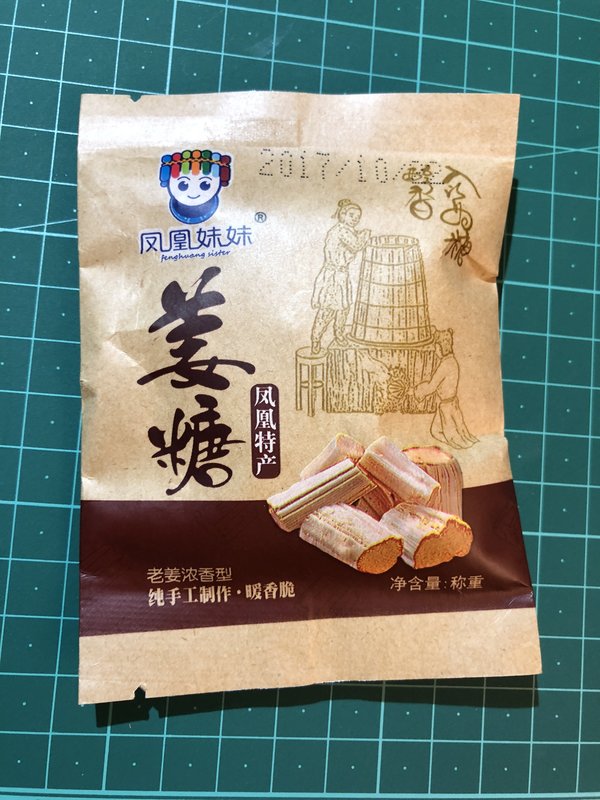 2017/10/22
凤凰妹妹®
fenghuang sister
姜糖
凤凰特产
老姜浓香型
纯手工制作·暖香脆
净含量:称重